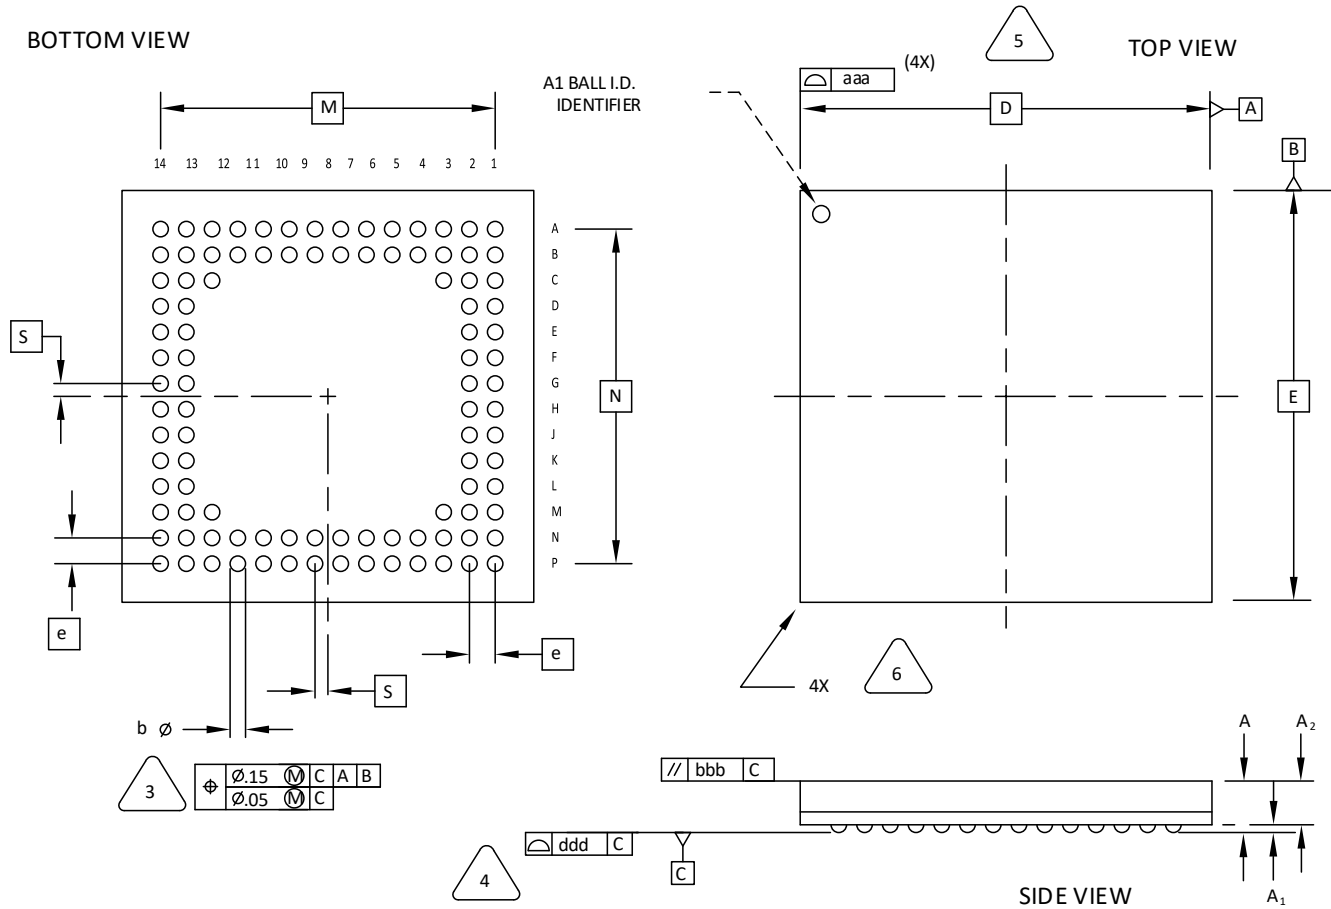 BOTTOM VIEW
5
TOP VIEW
aaa
(4X)
A1 BALL I.D.
IDENTIFIER
M
D
A
B
14 13 12 11 10 9 8 7 6 5 4 3 2 1
A
B
C
D
E
F
G
H
J
K
L
M
N
P
S
N
E
e
e
S
b Ø
3
Ø.15 M C A B
Ø.05 M C
4X
6
A
A2
// bbb C
ddd C
C
4
A1
SIDE VIEW